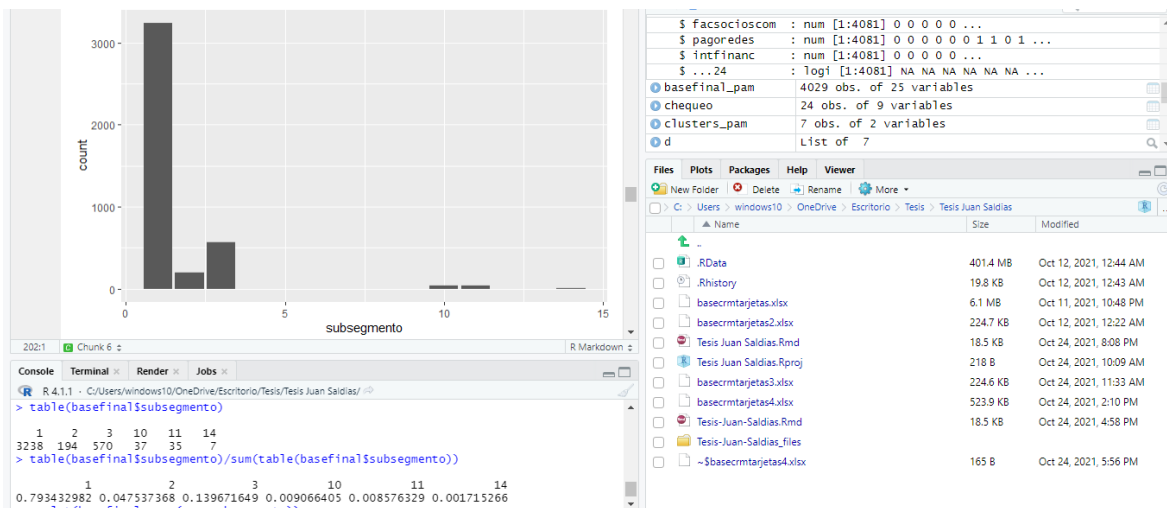 3000
2000
1000
0
count
0 5 10 15
subsegmento
202:1 Chunk 6 R Markdown
Console Terminal × Render × Jobs ×
R 4.1.1 · C:/Users/windows10/OneDrive/Escritorio/Tesis/Tesis Juan Saldias/
> table(basefinal$subsegmento)
1 2 3 10 11 14
3238 194 570 37 35 7
> table(basefinal$subsegmento)/sum(table(basefinal$subsegmento))
1 2 3 10 11 14
0.793432982 0.047537368 0.139671649 0.009066405 0.008576329 0.001715266
$ facsocioscom : num [1:4081] 0 0 0 0 0 ...
$ pagoredes : num [1:4081] 0 0 0 0 0 0 1 1 0 1 ...
$ intfinanc : num [1:4081] 0 0 0 0 0 ...
$ ...24 : logi [1:4081] NA NA NA NA NA NA ...
basefinal_pam 4029 obs. of 25 variables
chequeo 24 obs. of 9 variables
clusters_pam 7 obs. of 2 variables
d List of 7
Files Plots Packages Help Viewer
New Folder Delete Rename More
C: > Users > windows10 > OneDrive > Escritorio > Tesis > Tesis Juan Saldias
Name Size Modified
..
.RData 401.4 MB Oct 12, 2021, 12:44 AM
.Rhistory 19.8 KB Oct 12, 2021, 12:43 AM
basecrmtarjetas.xlsx 6.1 MB Oct 11, 2021, 10:48 PM
basecrmtarjetas2.xlsx 224.7 KB Oct 12, 2021, 12:22 AM
Tesis Juan Saldias.Rmd 18.5 KB Oct 24, 2021, 8:08 PM
Tesis Juan Saldias.Rproj 218 B Oct 24, 2021, 10:09 AM
basecrmtarjetas3.xlsx 224.6 KB Oct 24, 2021, 11:33 AM
basecrmtarjetas4.xlsx 523.9 KB Oct 24, 2021, 2:10 PM
Tesis-Juan-Saldias.Rmd 18.5 KB Oct 24, 2021, 4:58 PM
Tesis-Juan-Saldias_files
~$basecrmtarjetas4.xlsx 165 B Oct 24, 2021, 5:56 PM